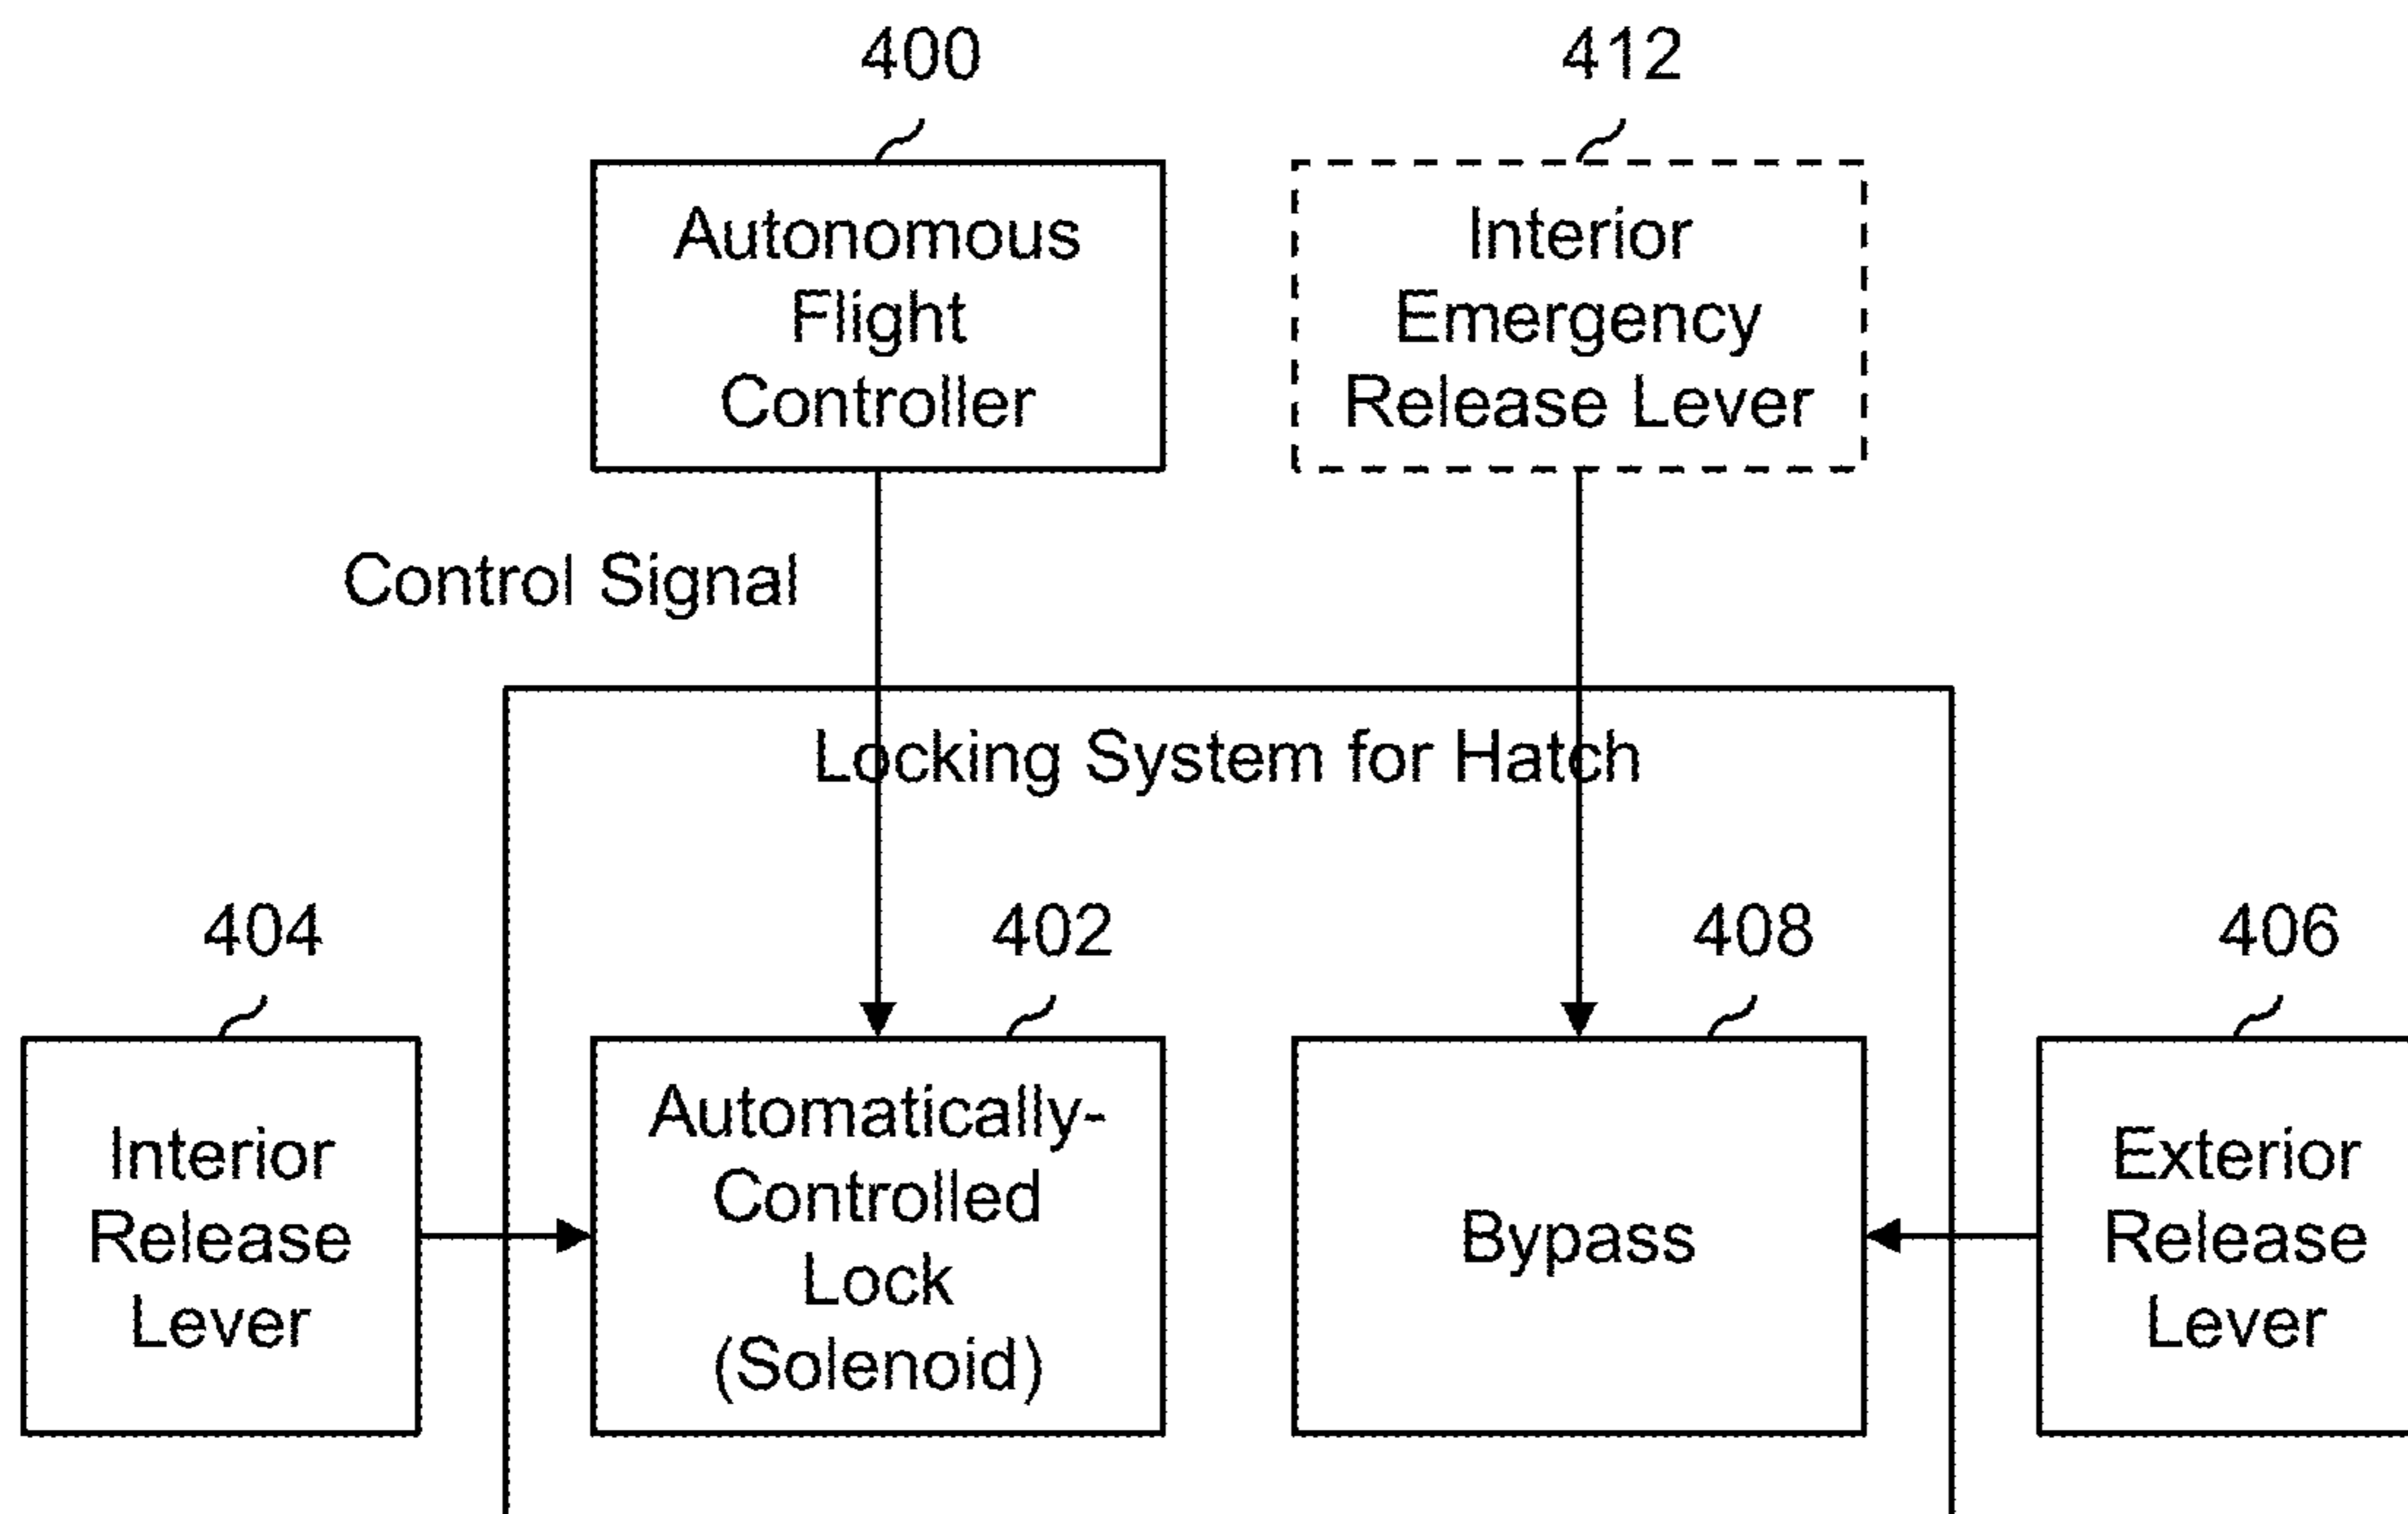 400
412
Autonomous
Flight
Controller
Interior
Emergency
Release Lever
Control Signal
Locking System for Hatch
404
402
408
406
Interior
Release
Lever
Automatically-
Controlled
Lock
(Solenoid)
Bypass
Exterior
Release
Lever